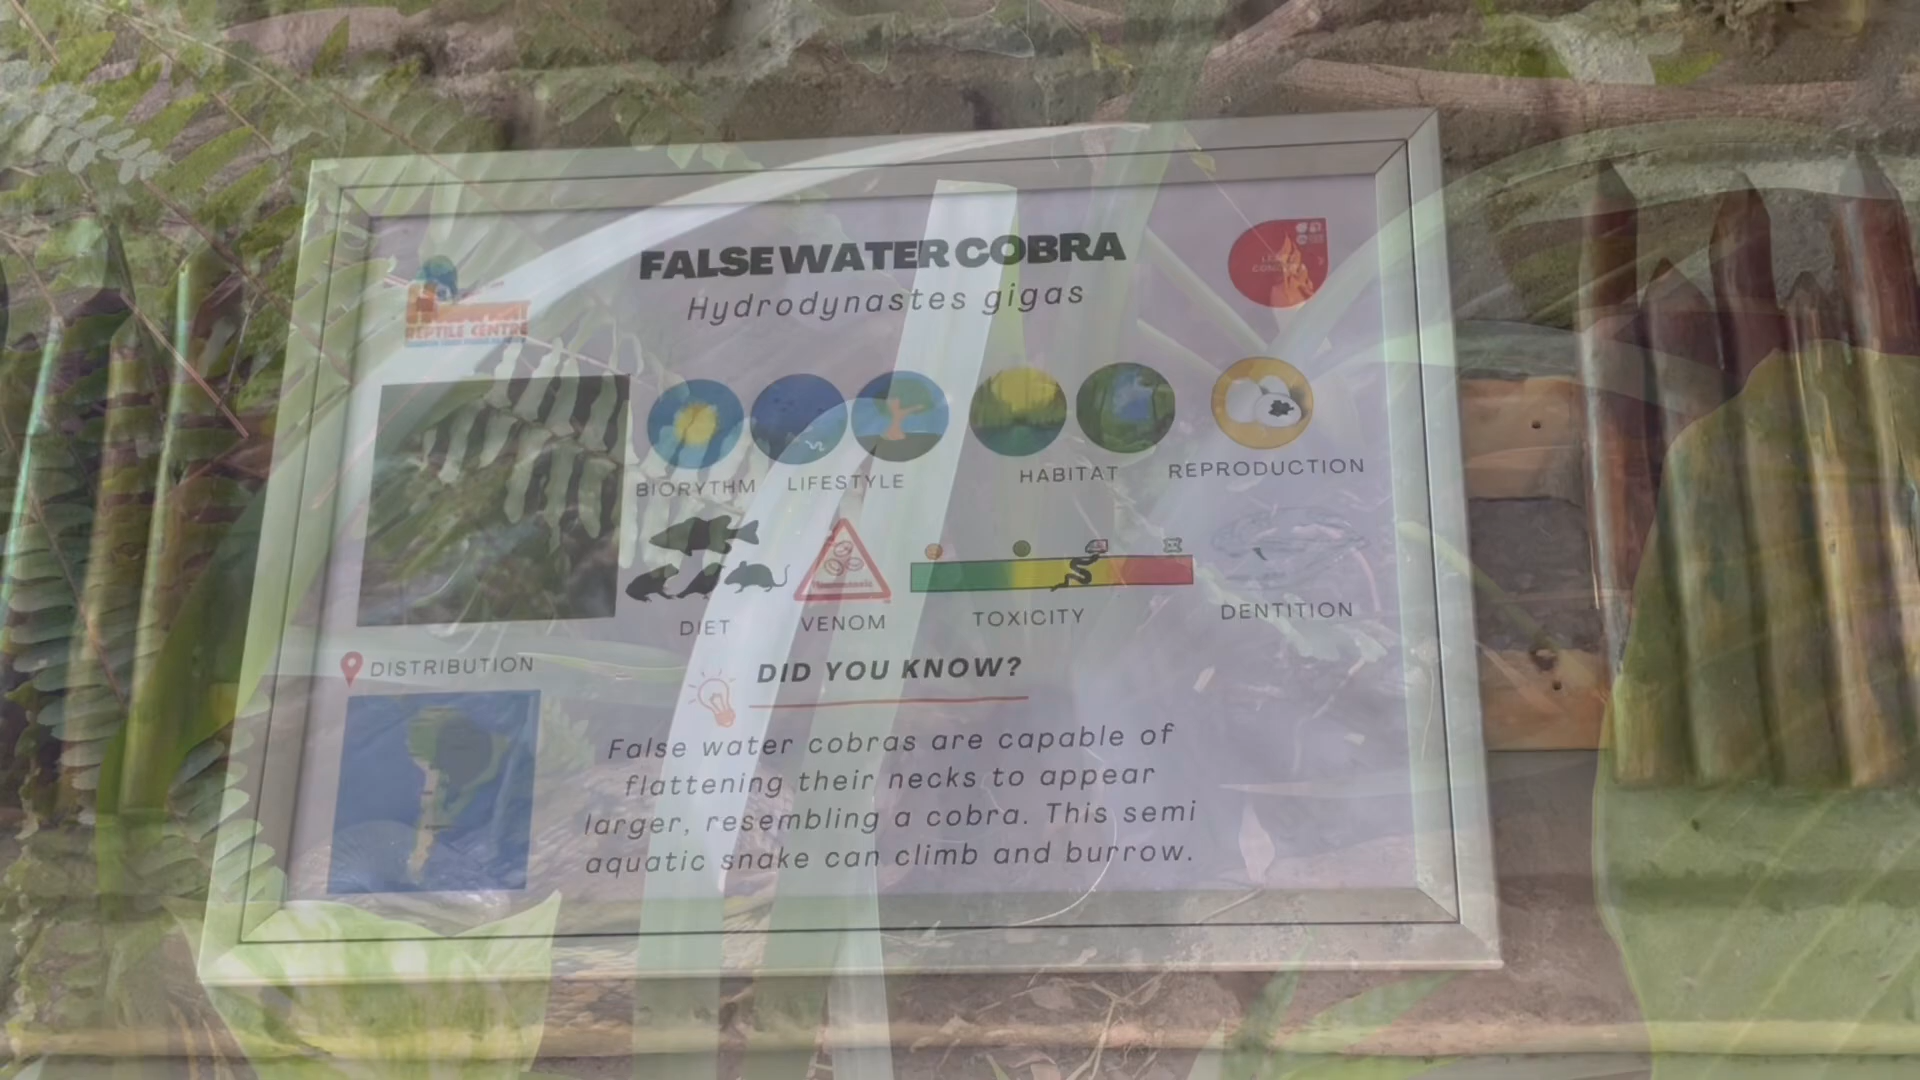 FALSE WATER COBRA
Hydrodynastes gigas
REPTILE CENTRE
BIORYTHM
LIFESTYLE
HABITAT
REPRODUCTION
DIET
VENOM
TOXICITY
DENTITION
DISTRIBUTION
DID YOU KNOW?
False water cobras are capable of
flattening their necks to appear
larger, resembling a cobra. This semi
aquatic snake can climb and burrow.